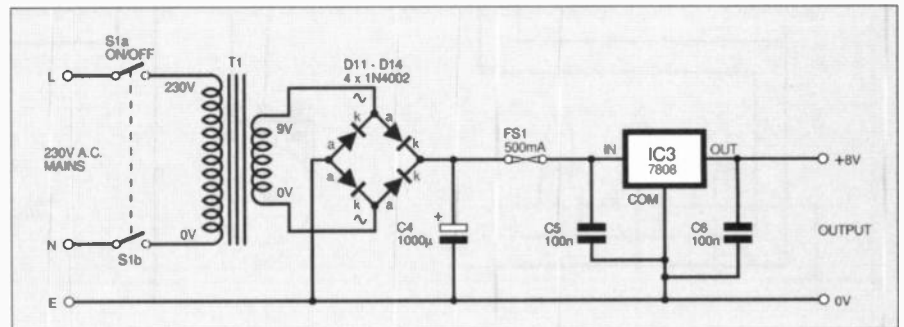 S1a
ON/OFF
T1
D11 - D14
4 x 1N4002
L
230V
k
a
9V
a
k
FS1
500mA
IN
IC3
7808
OUT
+8V
230V A.C.
MAINS
COM
a
k
0V
k
a
+
C4
1000µ
C5
100n
C6
100n
OUTPUT
N
0V
S1b
E
0V